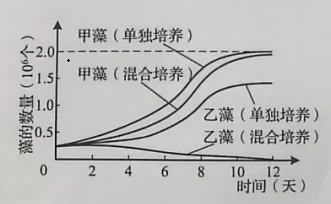 藻的数量(10⁶个)
2.0
1.5
1.0
0.5
0
2
4
6
8
10
12
时间(天)
甲藻(单独培养)
甲藻(混合培养)
乙藻(单独培养)
乙藻(混合培养)